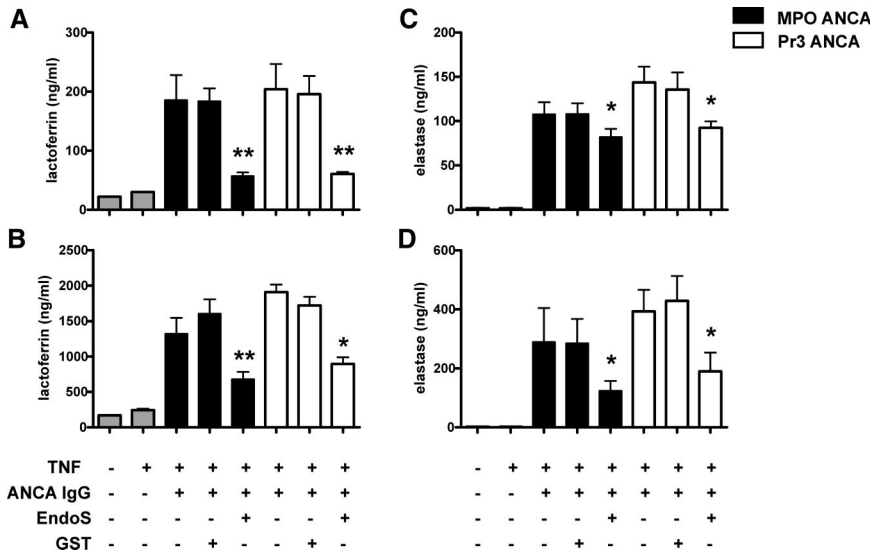 A
lactoferrin (ng/ml)
300
200
100
0
** **
C
elastase (ng/ml)
200
150
100
50
0
* *
MPO ANCA
Pr3 ANCA
B
lactoferrin (ng/ml)
2500
2000
1500
1000
500
0
** *
D
elastase (ng/ml)
600
400
200
0
* *
TNF - + + + + + + + - + + + + + + +
ANCA IgG - - + + + + + + - - + + + + + +
EndoS - - - - + - - + - - - - + - - +
GST - - - + - - + - - - - + - - + -